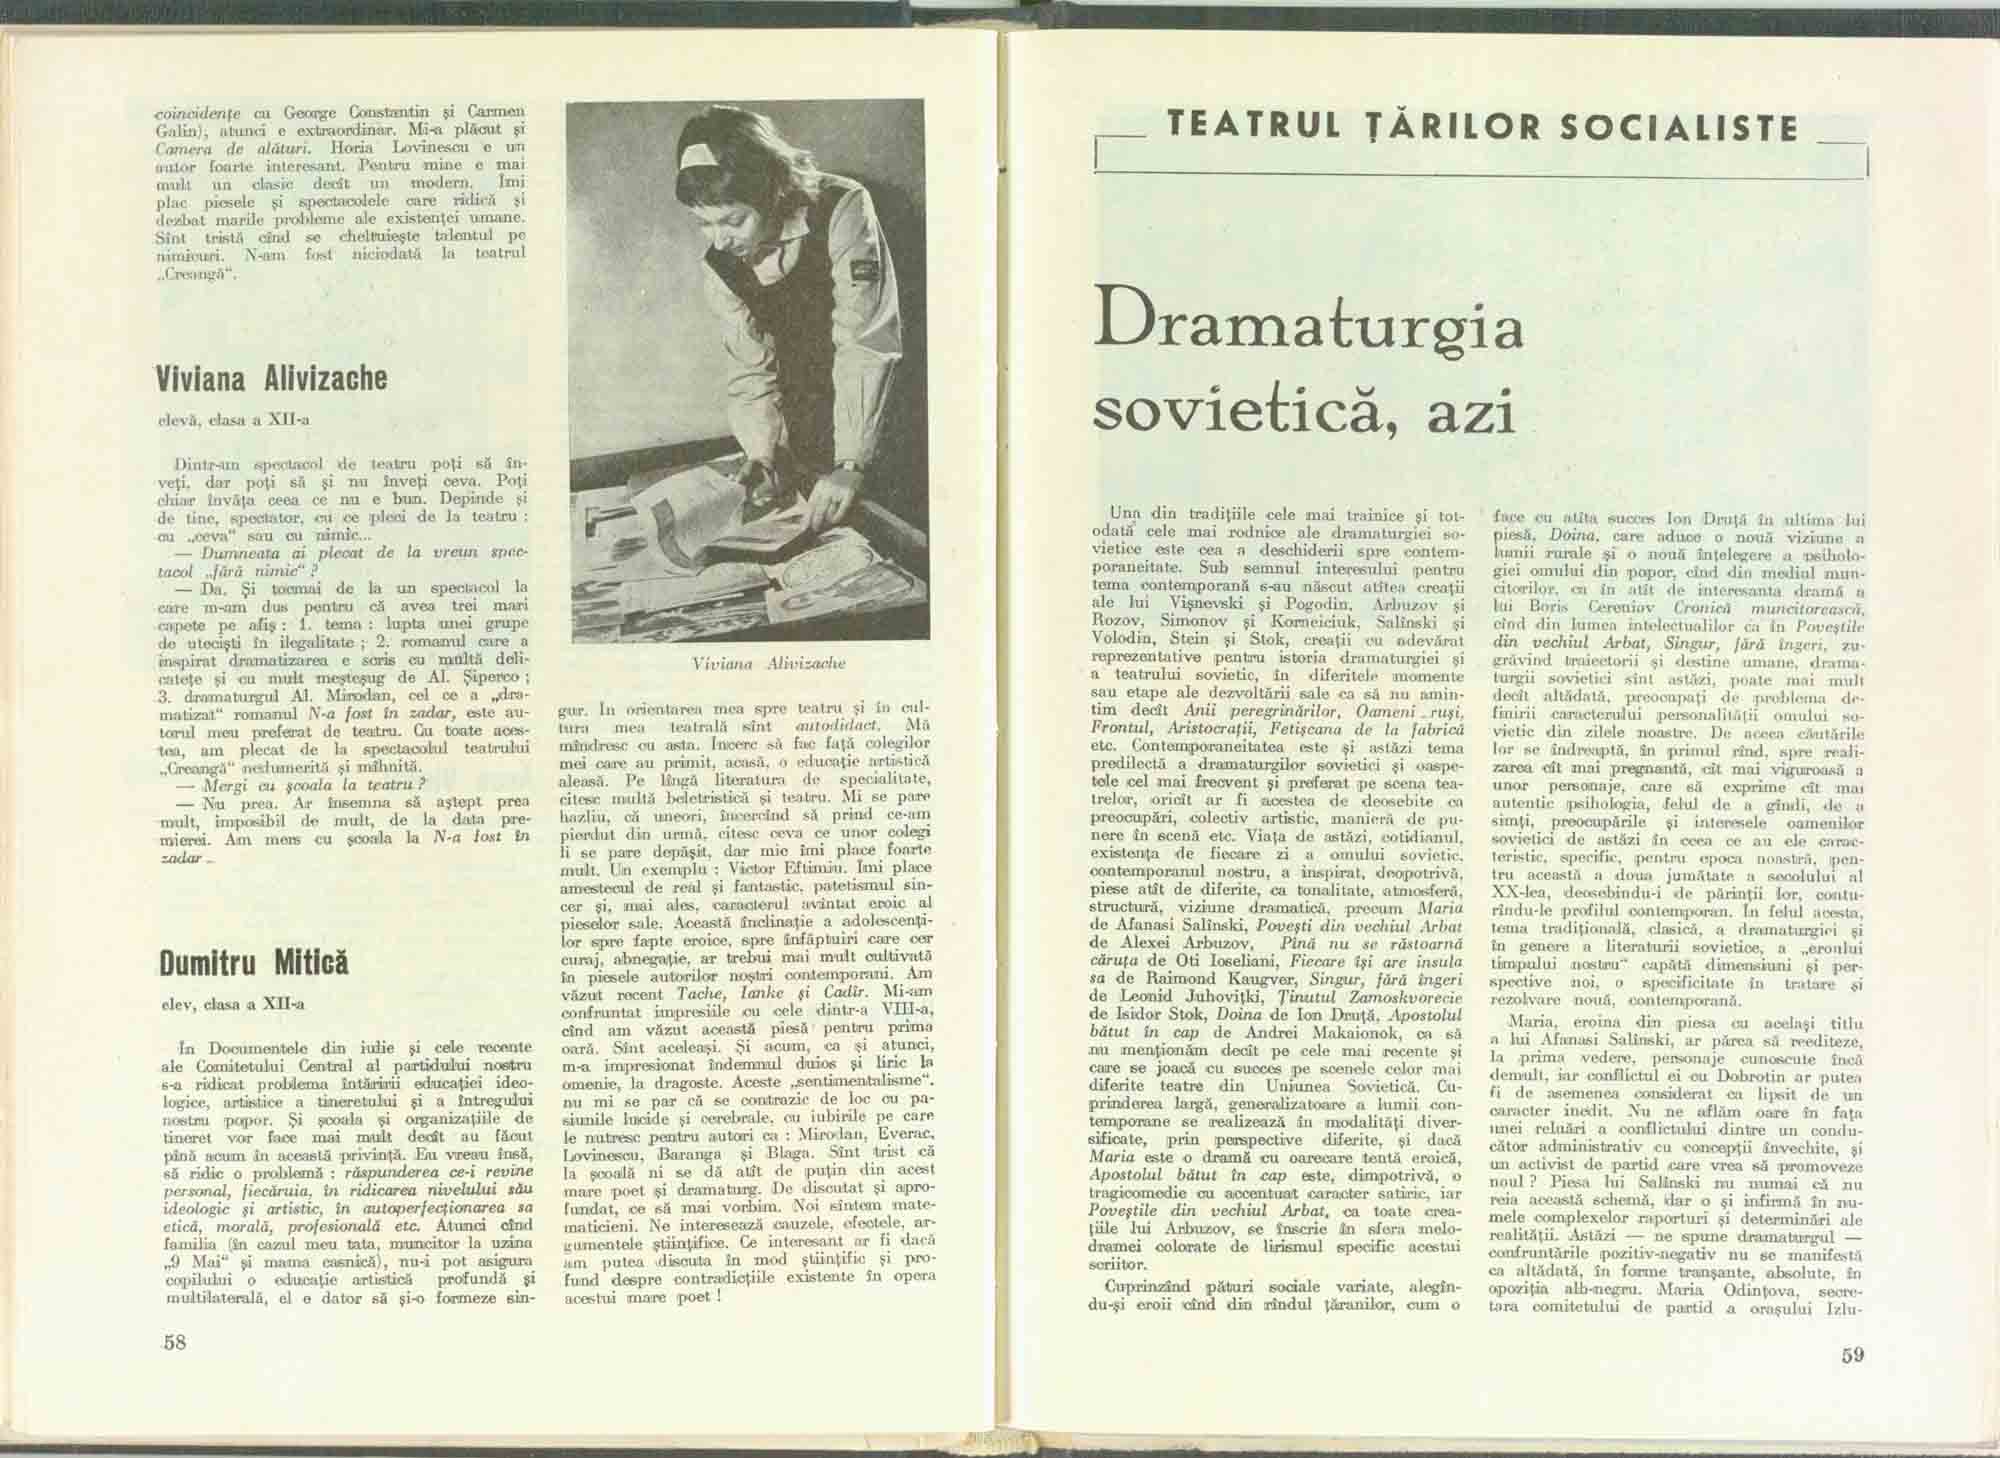 coincidențe cu George Constantin și Carmen
Galin), atunci e extraordinar. Mi-a plăcut și
Camera de alături. Horia Lovinescu e un
autor foarte interesant. Pentru mine e mai
mult un clasic decît un modern. Îmi
plac piesele și spectacolele care ridică și
dezbat marile probleme ale existenței umane.
Sînt tristă cînd se cheltuiește talentul pe
nimicuri. N-am fost niciodată la teatrul
„Creangă“.
Viviana Alivizache
elevă, clasa a XII-a
Dintr-un spectacol de teatru poți să în-
veți, dar poți să și nu înveți ceva. Poți
chiar învăța ceea ce nu e bun. Depinde și
de tine, spectator, cu ce pleci de la teatru :
cu „ceva“ sau cu nimic...
— Dumneata ai plecat de la vreun spec-
tacol „fără nimic“ ?
— Da. Și tocmai de la un spectacol la
care m-am dus pentru că avea trei mari
capete pe afiș : 1. tema : lupta unei grupe
de uteciști în ilegalitate ; 2. romanul care a
inspirat dramatizarea e scris cu multă deli-
catețe și cu mult meșteșug de Al. Șiperco ;
3. dramaturgul Al. Mirodan, cel ce a „dra-
matizat“ romanul N-a fost în zadar, este au-
torul meu preferat de teatru. Cu toate aces-
tea, am plecat de la spectacolul teatrului
„Creangă“ nedumerită și mîhnită.
— Mergi cu școala la teatru ?
— Nu prea. Ar însemna să aștept prea
mult, imposibil de mult, de la data pre-
mierei. Am mers cu școala la N-a fost în
zadar...
Dumitru Mitică
elev, clasa a XII-a
În Documentele din iulie și cele recente
ale Comitetului Central al partidului nostru
s-a ridicat problema întăririi educației ideo-
logice, artistice a tineretului și a întregului
nostru popor. Și școala și organizațiile de
tineret vor face mai mult decît au făcut
pînă acum în această privință. Eu vreau însă,
să ridic o problemă : răspunderea ce-i revine
personal, fiecăruia, în ridicarea nivelului său
ideologic și artistic, în autoperfecționarea sa
etică, morală, profesională etc. Atunci cînd
familia (în cazul meu tata, muncitor la uzina
„9 Mai“ și mama casnică), nu-i pot asigura
copilului o educație artistică profundă și
multilaterală, el e dator să și-o formeze sin-
58
Viviana Alivizache
gur. În orientarea mea spre teatru și în cul-
tura mea teatrală sînt autodidact. Mă
mîndresc cu asta. Încerc să fac față colegilor
mei care au primit, acasă, o educație artistică
aleasă. Pe lîngă literatura de specialitate,
citesc multă beletristică și teatru. Mi se pare
hazliu, că uneori, încercînd să prind ce-am
pierdut din urmă, citesc ceva ce unor colegi
li se pare depășit, dar mie îmi place foarte
mult. Un exemplu : Victor Eftimiu. Îmi place
amestecul de real și fantastic, patetismul sin-
cer și, mai ales, caracterul avîntat eroic al
pieselor sale. Această înclinație a adolescenți-
lor spre fapte eroice, spre înfăptuiri care cer
curaj, abnegație, ar trebui mai mult cultivată
în piesele autorilor noștri contemporani. Am
văzut recent Tache, Ianke și Cadîr. Mi-am
confruntat impresiile cu cele dintr-a VIII-a,
cînd am văzut această piesă pentru prima
oară. Sînt aceleași. Și acum, ca și atunci,
m-a impresionat îndemnul duios și liric la
omenie, la dragoste. Aceste „sentimentalisme“.
nu mi se par că se contrazic de loc cu pa-
siunile lucide și cerebrale, cu iubirile pe care
le nutresc pentru autori ca : Mirodan, Everac,
Lovinescu, Baranga și Blaga. Sînt trist că
la școală ni se dă atît de puțin din acest
mare poet și dramaturg. De discutat și apro-
fundat, ce să mai vorbim. Noi sîntem mate-
maticieni. Ne interesează cauzele, efectele, ar-
gumentele științifice. Ce interesant ar fi dacă
am putea discuta în mod științific și pro-
fund despre contradicțiile existente în opera
acestui mare poet !
TEATRUL ȚĂRILOR SOCIALISTE
Dramaturgia
sovietică, azi
Una din tradițiile cele mai trainice și tot-
odată cele mai rodnice ale dramaturgiei so-
vietice este cea a deschiderii spre contem-
poraneitate. Sub semnul interesului pentru
tema contemporană s-au născut atîtea creații
ale lui Vișnevski și Pogodin, Arbuzov și
Rozov, Simonov și Korneiciuk, Salînski și
Volodin, Stein și Stok, creații cu adevărat
reprezentative pentru istoria dramaturgiei și
a teatrului sovietic, în diferitele momente
sau etape ale dezvoltării sale ca să nu amin-
tim decît Anii peregrinărilor, Oameni ruși,
Frontul, Aristocrații, Fetișcana de la fabrică
etc. Contemporaneitatea este și astăzi tema
predilectă a dramaturgilor sovietici și oaspe-
tele cel mai frecvent și preferat pe scena tea-
trelor, oricît ar fi acestea de deosebite ca
preocupări, colectiv artistic, manieră de pu-
nere în scenă etc. Viața de astăzi, cotidianul,
existența de fiecare zi a omului sovietic,
contemporanul nostru, a inspirat, deopotrivă,
piese atît de diferite, ca tonalitate, atmosferă,
structură, viziune dramatică, precum Maria
de Afanasi Salînski, Povești din vechiul Arbat
de Alexei Arbuzov, Pînă nu se răstoarnă
căruța de Oti Ioseliani, Fiecare își are insula
sa de Raimond Kaugver, Singur, fără îngeri
de Leonid Juhovițki, Ținutul Zamoskvorecie
de Isidor Stok, Doina de Ion Druță, Apostolul
bătut în cap de Andrei Makaionok, ca să
nu menționăm decît pe cele mai recente și
care se joacă cu succes pe scenele celor mai
diferite teatre din Uniunea Sovietică. Cu-
prinderea largă, generalizatoare a lumii con-
temporane se realizează în modalități diver-
sificate, prin perspective diferite, și dacă
Maria este o dramă cu oarecare tentă eroică,
Apostolul bătut în cap este, dimpotrivă, o
tragicomedie cu accentuat caracter satiric, iar
Poveștile din vechiul Arbat, ca toate crea-
țiile lui Arbuzov, se înscrie în sfera melo-
dramei colorate de lirismul specific acestui
scriitor.
Cuprinzînd pături sociale variate, alegîn-
du-și eroii cînd din rîndul țăranilor, cum o
face cu atîta succes Ion Druță în ultima lui
piesă, Doina, care aduce o nouă viziune a
lumii rurale și o nouă înțelegere a psiholo-
giei omului din popor, cînd din mediul mun-
citorilor, ca în atît de interesanta dramă a
lui Boris Cereniov Cronică muncitorească,
cînd din lumea intelectualilor ca în Poveștile
din vechiul Arbat, Singur, fără îngeri, zu-
grăvind traiectorii și destine umane, drama-
turgii sovietici sînt astăzi, poate mai mult
decît altădată, preocupați de problema de-
finirii caracterului personalității omului so-
vietic din zilele noastre. De aceea căutările
lor se îndreaptă, în primul rînd, spre reali-
zarea cît mai pregnantă, cît mai viguroasă a
unor personaje, care să exprime cît mai
autentic psihologia, felul de a gîndi, de a
simți, preocupările și interesele oamenilor
sovietici de astăzi în ceea ce au ele carac-
teristic, specific, pentru epoca noastră, pen-
tru această a doua jumătate a secolului al
XX-lea, deosebindu-i de părinții lor, contu-
rîndu-le profilul contemporan. În felul acesta,
tema tradițională, clasică, a dramaturgiei și
în genere a literaturii sovietice, a „eroului
timpului nostru“ capătă dimensiuni și per-
spective noi, o specificitate în tratare și
rezolvare nouă, contemporană.
Maria, eroina din piesa cu același titlu
a lui Afanasi Salînski, ar părea să reediteze,
la prima vedere, personaje cunoscute încă
demult, iar conflictul ei cu Dobrotin ar putea
fi de asemenea considerat ca lipsit de un
caracter inedit. Nu ne aflăm oare în fața
unei reluări a conflictului dintre un condu-
cător administrativ cu concepții învechite, și
un activist de partid care vrea să promoveze
noul ? Piesa lui Salînski nu numai că nu
reia această schemă, dar o și infirmă în nu-
mele complexelor raporturi și determinări ale
realității. Astăzi — ne spune dramaturgul —
confruntările pozitiv-negativ nu se manifestă
ca altădată, în forme tranșante, absolute, în
opoziția alb-negru. Maria Odințova, secre-
tara comitetului de partid a orașului Izlu-
59